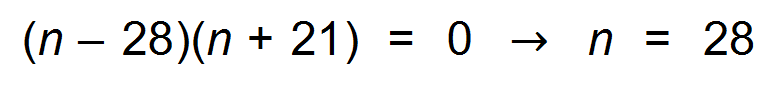 (n – 28)(n + 21) = 0 → n = 28